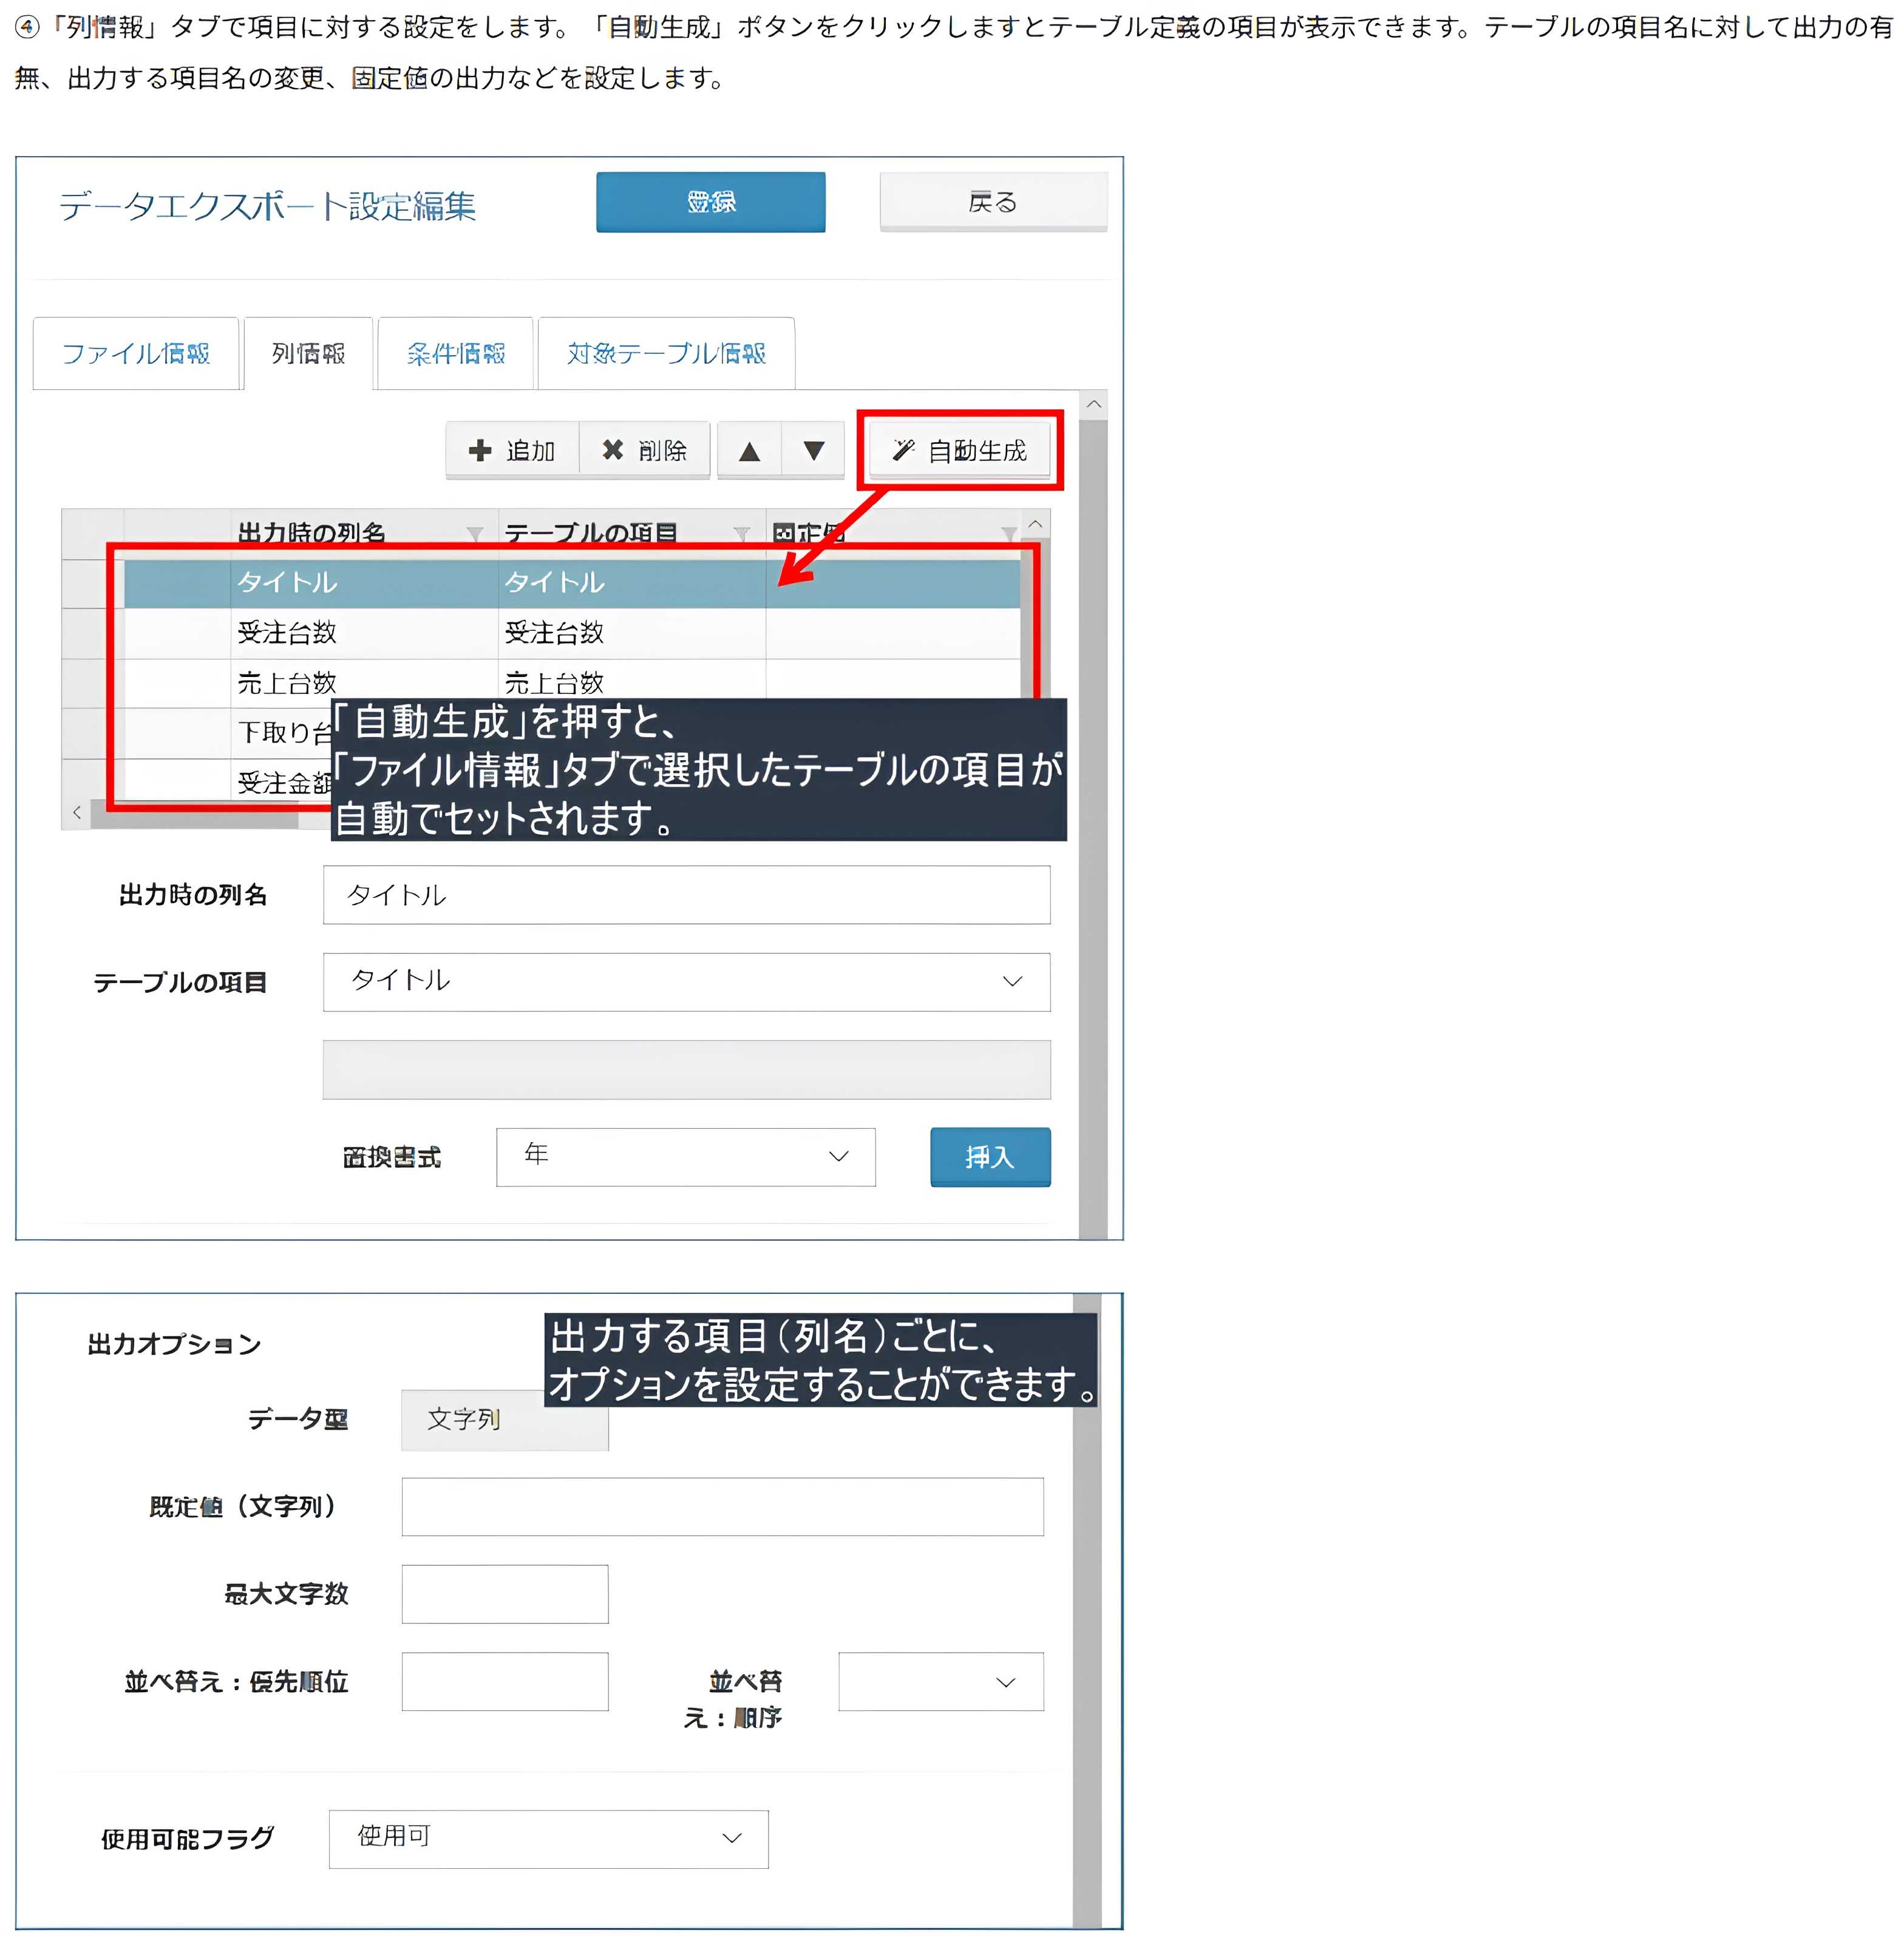 ④「列情報」タブで項目に対する設定をします。「自動生成」ボタンをクリックしますとテーブル定義の項目が表示できます。テーブルの項目名に対して出力の有
無、出力する項目名の変更、固定値の出力などを設定します。
データエクスポート設定編集
登録
戻る
ファイル情報
列情報
条件情報
対象テーブル情報
追加
削除
▲
▼
自動生成
出力時の列名
テーブルの項目
固定値
タイトル
タイトル
受注台数
受注台数
売上台数
売上台数
下取り台
受注金額
「自動生成」を押すと、
「ファイル情報」タブで選択したテーブルの項目が
自動でセットされます。
出力時の列名
タイトル
テーブルの項目
タイトル
置換書式
年
挿入
出力オプション
出力する項目(列名)ごとに、
オプションを設定することができます。
データ型
文字列
既定値（文字列）
最大文字数
並べ替え：優先順位
並べ替
え：順序
使用可能フラグ
使用可